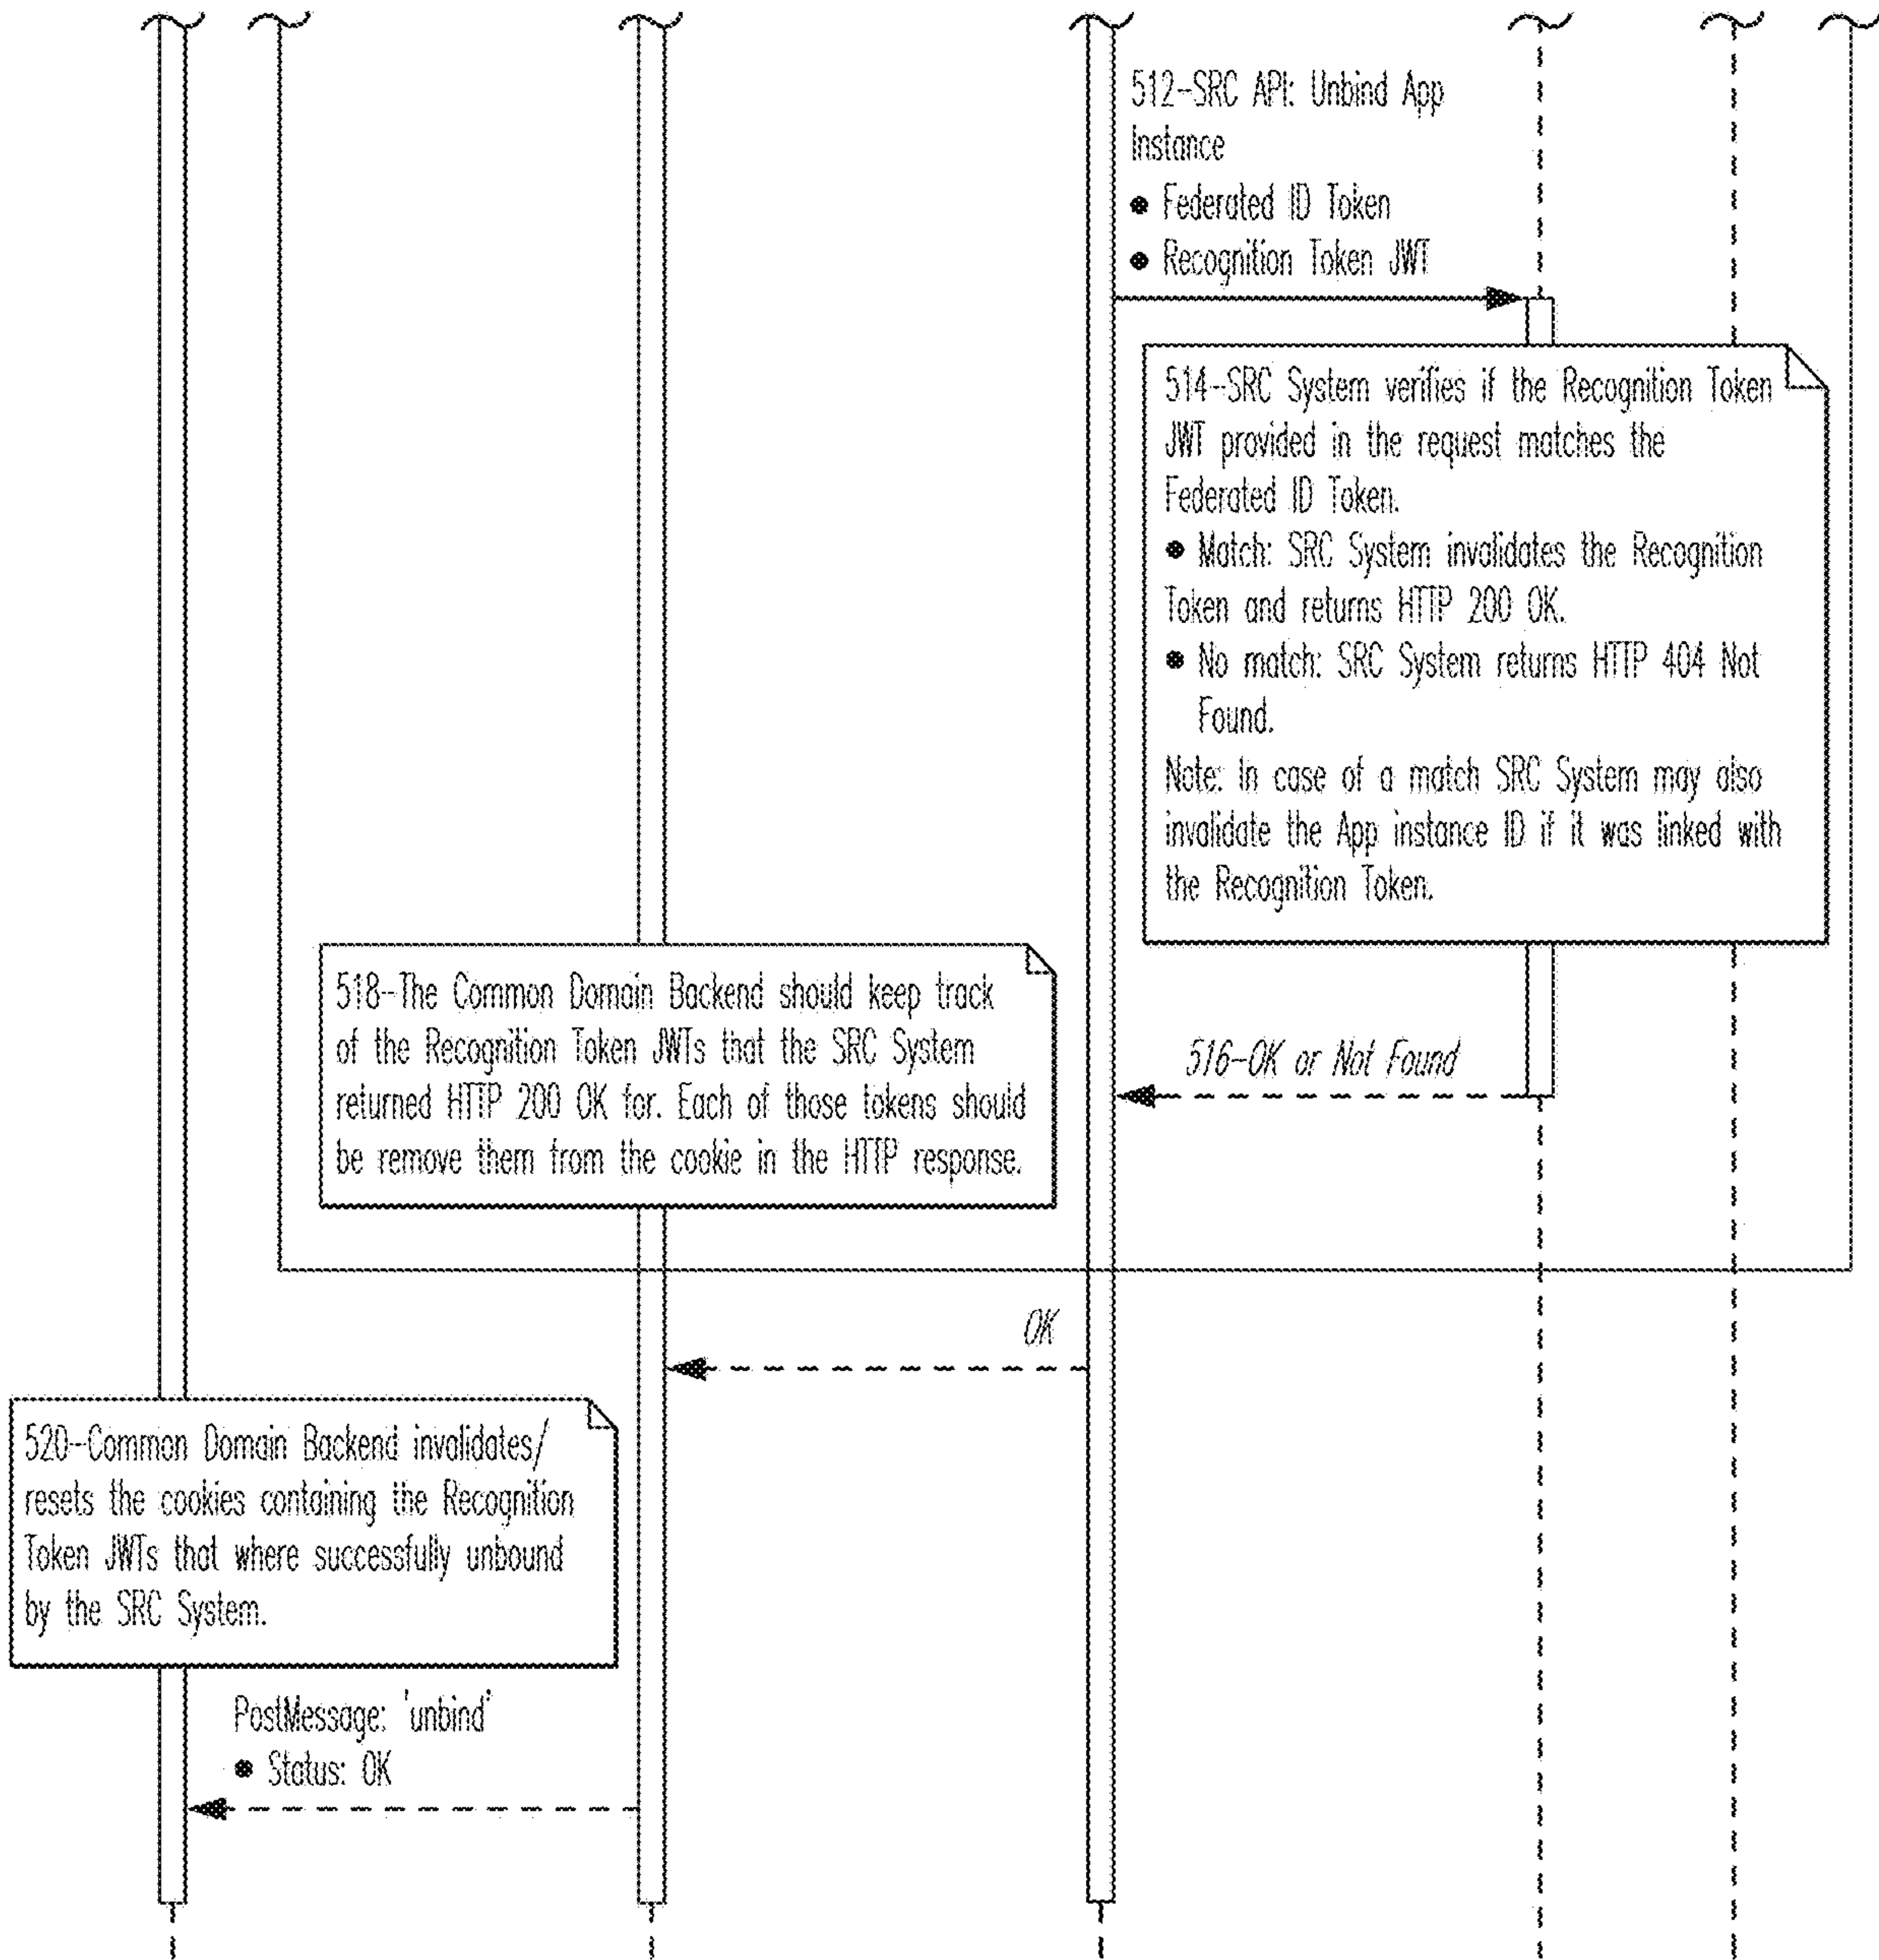 512--SRC API: Unbind App
Instance
● Federated ID Token
● Recognition Token JWT
514--SRC System verifies if the Recognition Token
JWT provided in the request matches the
Federated ID Token.
● Match: SRC System invalidates the Recognition
Token and returns HTTP 200 OK.
● No match: SRC System returns HTTP 404 Not
Found.
Note: In case of a match SRC System may also
invalidate the App instance ID if it was linked with
the Recognition Token.
518--The Common Domain Backend should keep track
of the Recognition Token JWTs that the SRC System
returned HTTP 200 OK for. Each of those tokens should
be remove them from the cookie in the HTTP response.
516-OK or Not Found
OK
520--Common Domain Backend invalidates/
resets the cookies containing the Recognition
Token JWTs that where successfully unbound
by the SRC System.
PostMessage: 'unbind'
● Status: OK